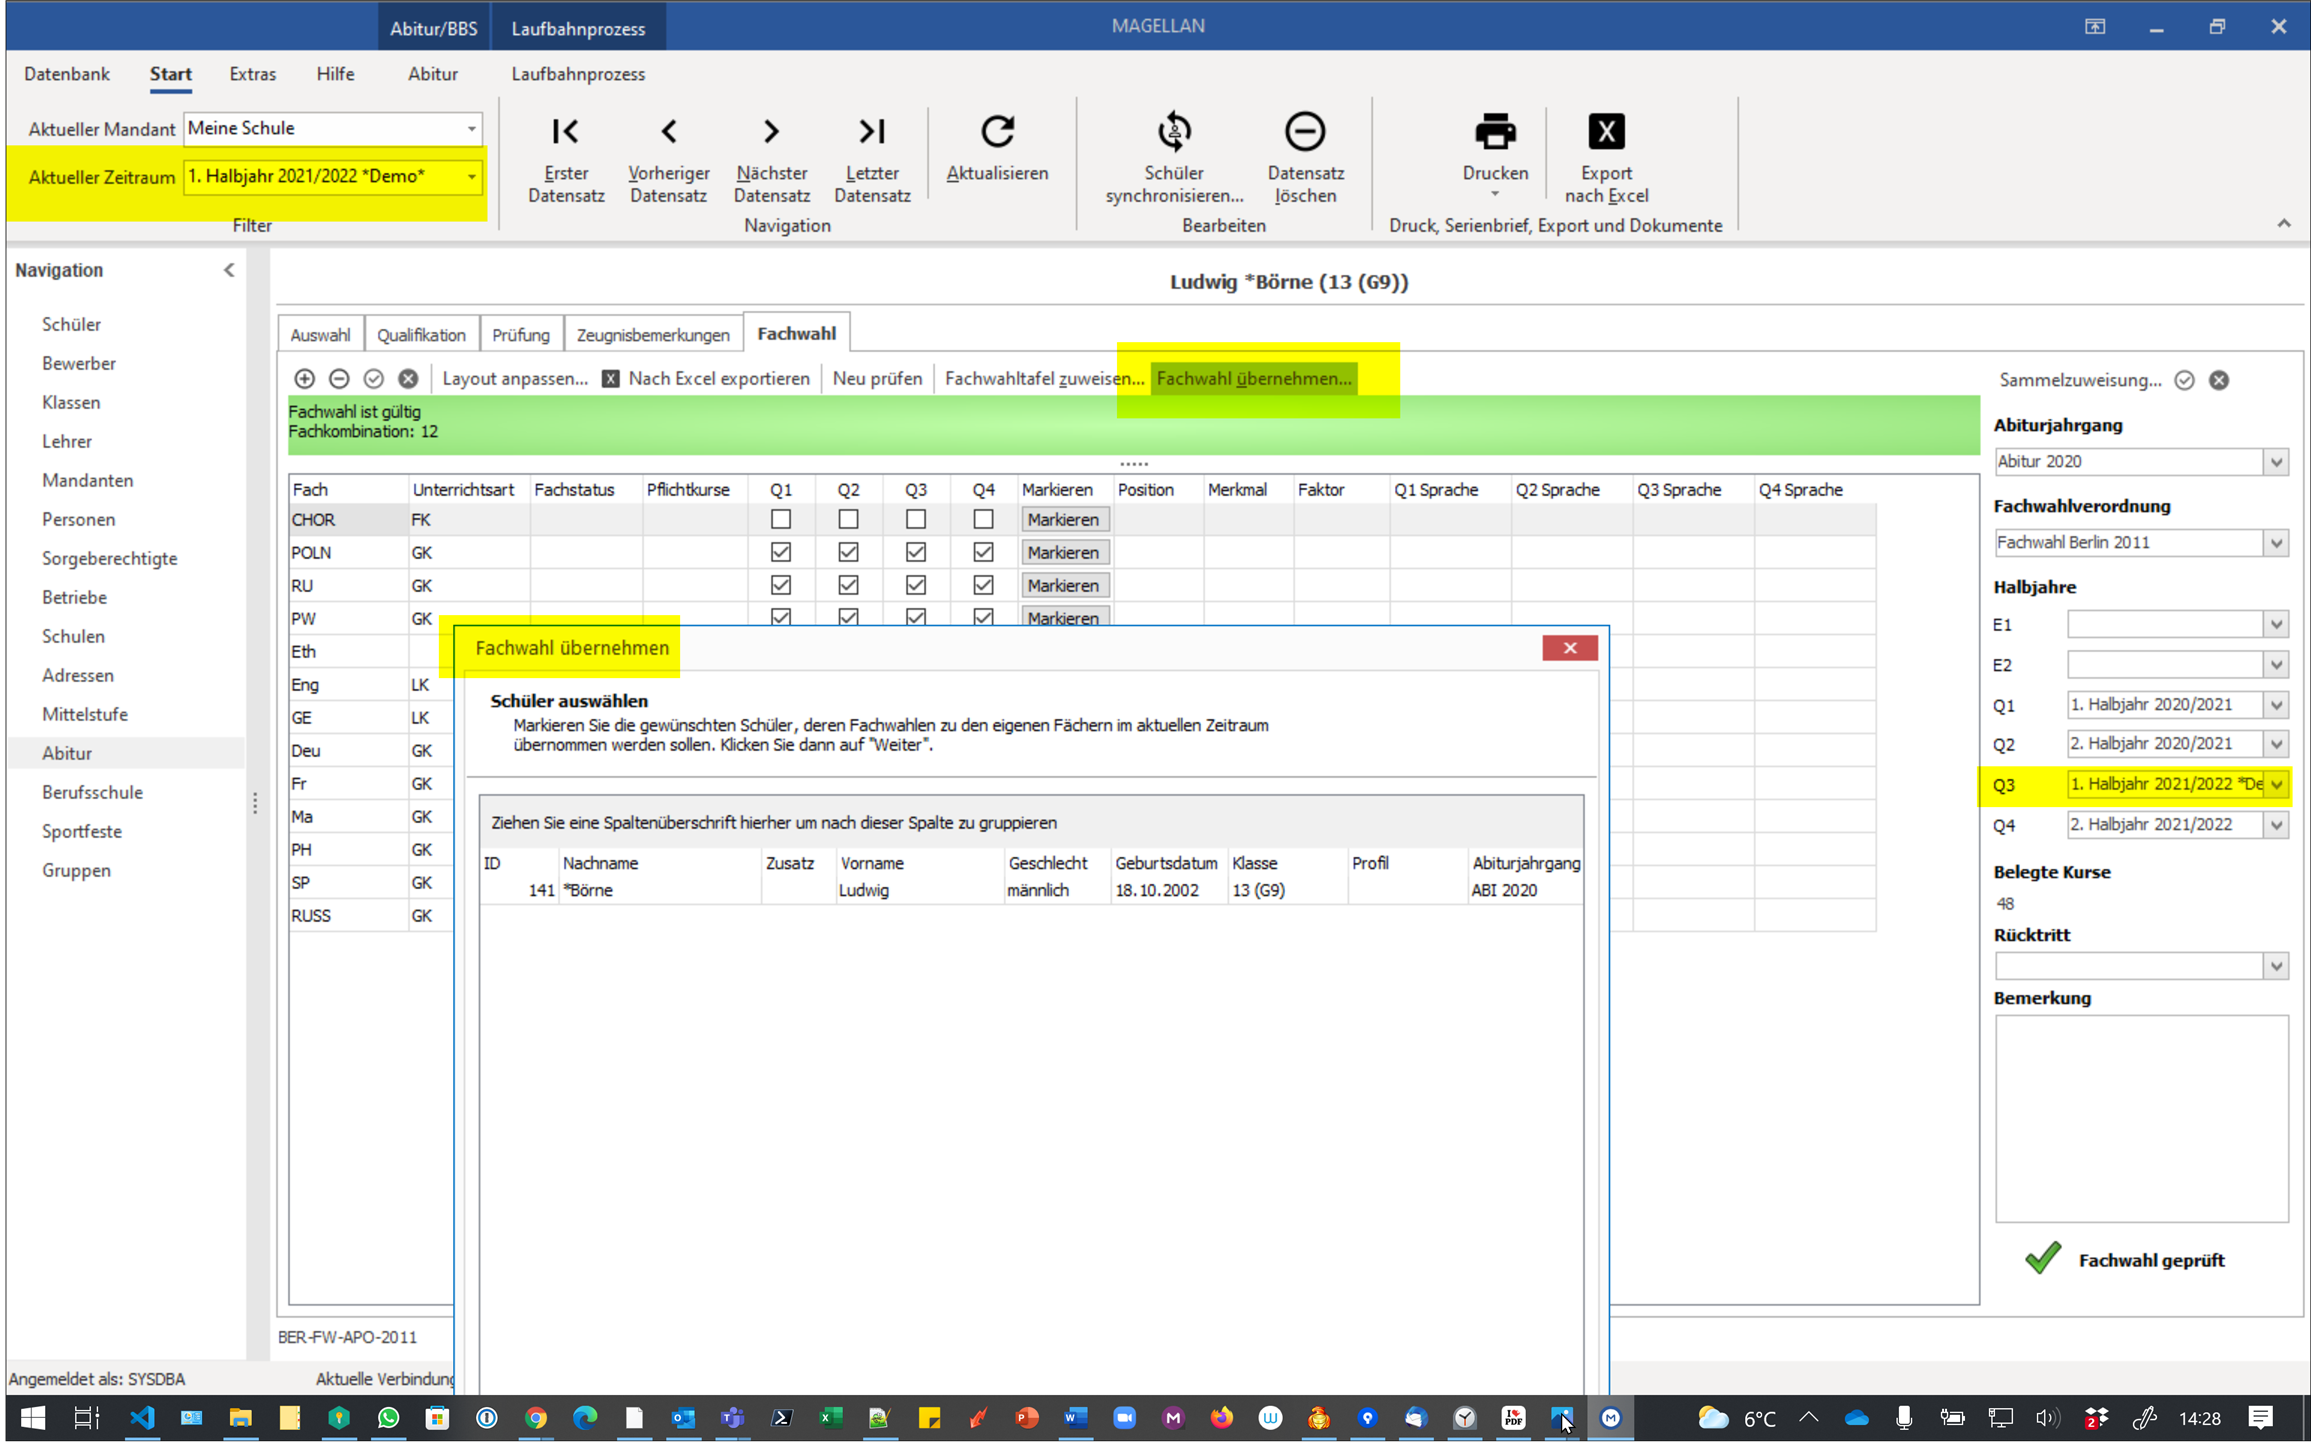 Abitur/BBS Laufbahnprozess MAGELLAN
Datenbank Start Extras Hilfe Abitur Laufbahnprozess
Aktueller Mandant Meine Schule
Aktueller Zeitraum 1. Halbjahr 2021/2022 *Demo*
Filter
Erster Datensatz
Vorheriger Datensatz
Nächster Datensatz
Letzter Datensatz
Navigation
Aktualisieren
Schüler synchronisieren...
Datensatz löschen
Bearbeiten
Drucken
Export nach Excel
Druck, Serienbrief, Export und Dokumente
Navigation
Schüler
Bewerber
Klassen
Lehrer
Mandanten
Personen
Sorgeberechtigte
Betriebe
Schulen
Adressen
Mittelstufe
Abitur
Berufsschule
Sportfeste
Gruppen
Ludwig *Börne (13 (G9))
Auswahl Qualifikation Prüfung Zeugnisbemerkungen Fachwahl
Layout anpassen... X Nach Excel exportieren Neu prüfen Fachwahltafel zuweisen... Fachwahl übernehmen...
Fachwahl ist gültig
Fachkombination: 12
Fach Unterrichtsart Fachstatus Pflichtkurse Q1 Q2 Q3 Q4 Markieren Position Merkmal Faktor Q1 Sprache Q2 Sprache Q3 Sprache Q4 Sprache
CHOR FK Markieren
POLN GK Markieren
RU GK Markieren
PW GK Markieren
Eth
Eng LK
GE LK
Deu GK
Fr GK
Ma GK
PH GK
SP GK
RUSS GK
Fachwahl übernehmen
Schüler auswählen
Markieren Sie die gewünschten Schüler, deren Fachwahlen zu den eigenen Fächern im aktuellen Zeitraum
übernommen werden sollen. Klicken Sie dann auf "Weiter".
Ziehen Sie eine Spaltenüberschrift hierher um nach dieser Spalte zu gruppieren
ID Nachname Zusatz Vorname Geschlecht Geburtsdatum Klasse Profil Abiturjahrgang
141 *Börne Ludwig männlich 18.10.2002 13 (G9) ABI 2020
Sammelzuweisung...
Abiturjahrgang
Abitur 2020
Fachwahlverordnung
Fachwahl Berlin 2011
Halbjahre
E1
E2
Q1 1. Halbjahr 2020/2021
Q2 2. Halbjahr 2020/2021
Q3 1. Halbjahr 2021/2022 *De
Q4 2. Halbjahr 2021/2022
Belegte Kurse
48
Rücktritt
Bemerkung
Fachwahl geprüft
BER-FW-APO-2011
Angemeldet als: SYSDBA Aktuelle Verbindung
6°C 2 14:28